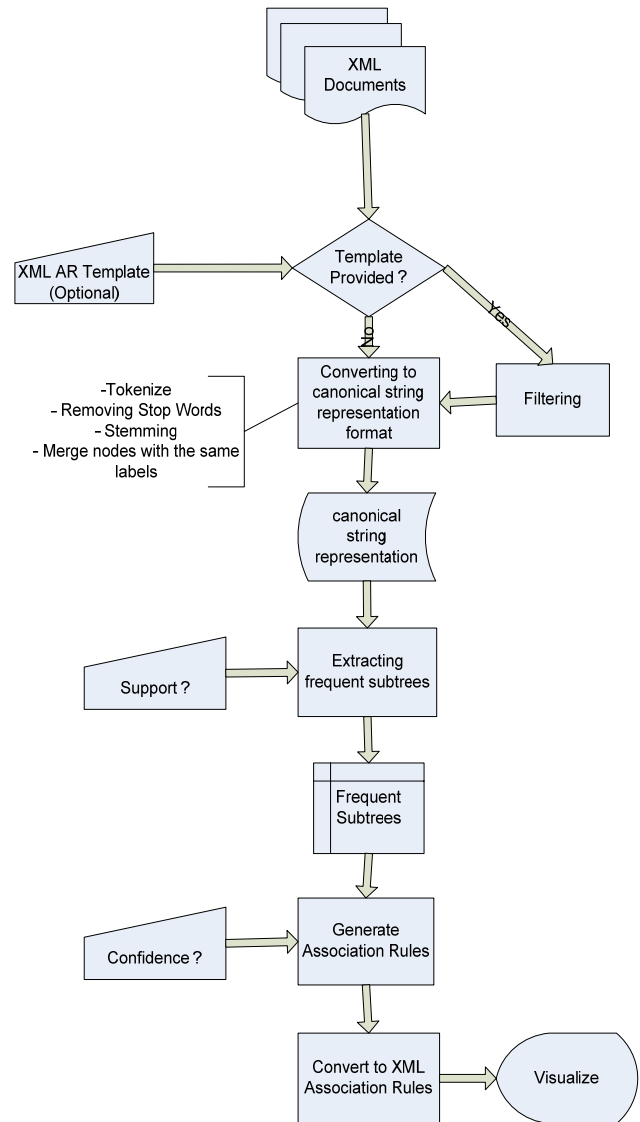 XML
Documents
XML AR Template
(Optional)
Template
Provided ?
Yes
No
Filtering
Converting to
canonical string
representation
format
-Tokenize
- Removing Stop Words
-Stemming
- Merge nodes with the same
labels
canonical
string
representation
Support ?
Extracting
frequent subtrees
Frequent
Subtrees
Confidence ?
Generate
Association Rules
Convert to XML
Association Rules
Visualize